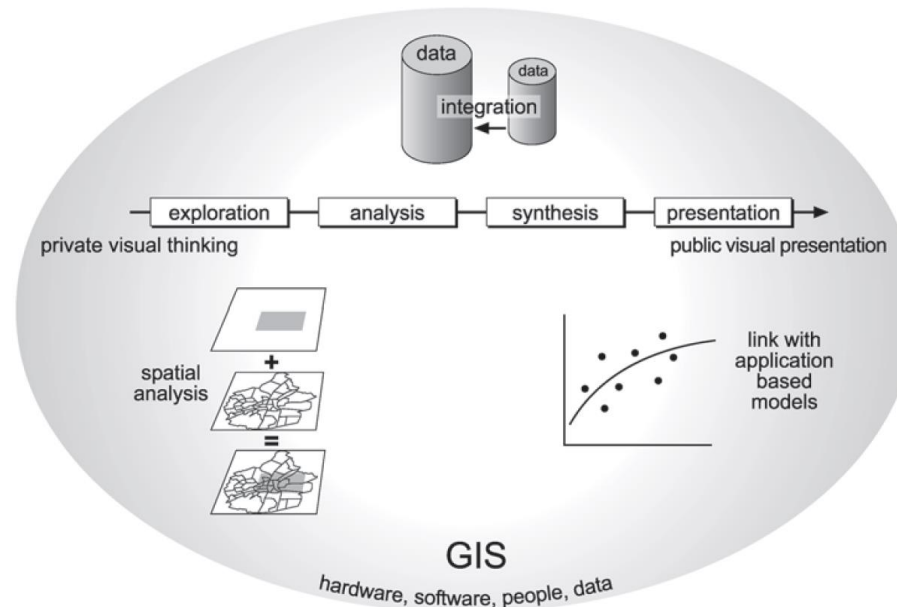 data
data
integration
exploration
analysis
synthesis
presentation
private visual thinking
public visual presentation
+
spatial
analysis
=
link with
application
based
models
GIS
hardware, software, people, data